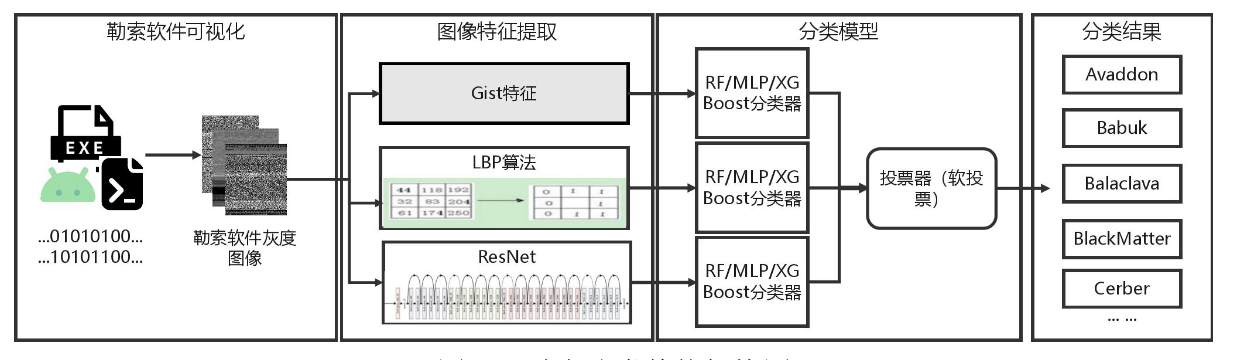 勒索软件可视化
EXE
...01010100...
...10101100...
勒索软件灰度
图像
图像特征提取
Gist特征
LBP算法
44 118 192
32 83 204
61 174 250
0 1 1
0 1
0 1 1
ResNet
分类模型
RF/MLP/XG
Boost分类器
RF/MLP/XG
Boost分类器
RF/MLP/XG
Boost分类器
投票器（软投
票）
分类结果
Avaddon
Babuk
Balaclava
BlackMatter
Cerber
... ...